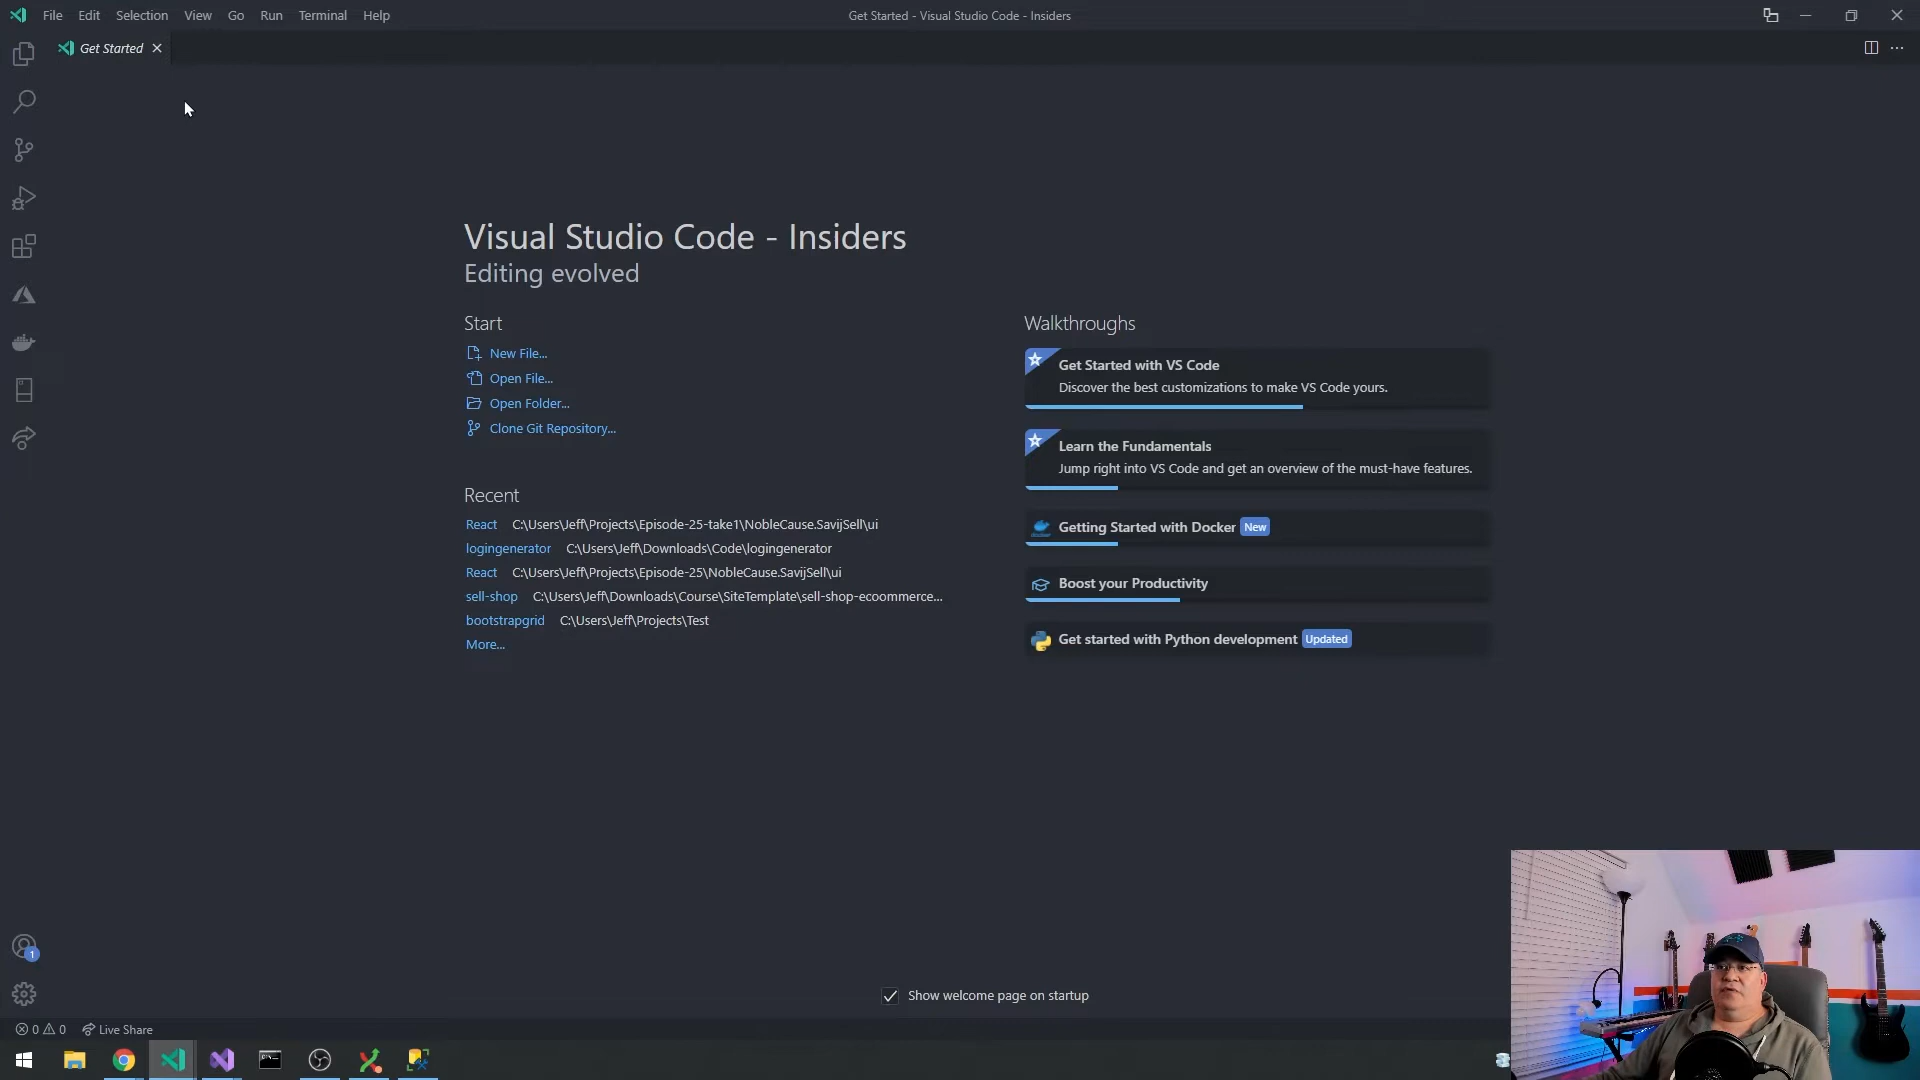 File Edit Selection View Go Run Terminal Help
Get Started - Visual Studio Code - Insiders
Get Started
Visual Studio Code - Insiders
Editing evolved
Start
New File...
Open File...
Open Folder...
Clone Git Repository...
Recent
React C:\Users\Jeff\Projects\Episode-25-take1\NobleCause.SavijSell\ui
logingenerator C:\Users\Jeff\Downloads\Code\logingenerator
React C:\Users\Jeff\Projects\Episode-25\NobleCause.SavijSell\ui
sell-shop C:\Users\Jeff\Downloads\Course\SiteTemplate\sell-shop-ecoommerce...
bootstrapgrid C:\Users\Jeff\Projects\Test
More...
Walkthroughs
Get Started with VS Code
Discover the best customizations to make VS Code yours.
Learn the Fundamentals
Jump right into VS Code and get an overview of the must-have features.
Getting Started with Docker New
Boost your Productivity
Get started with Python development Updated
1
Show welcome page on startup
0 0 Live Share